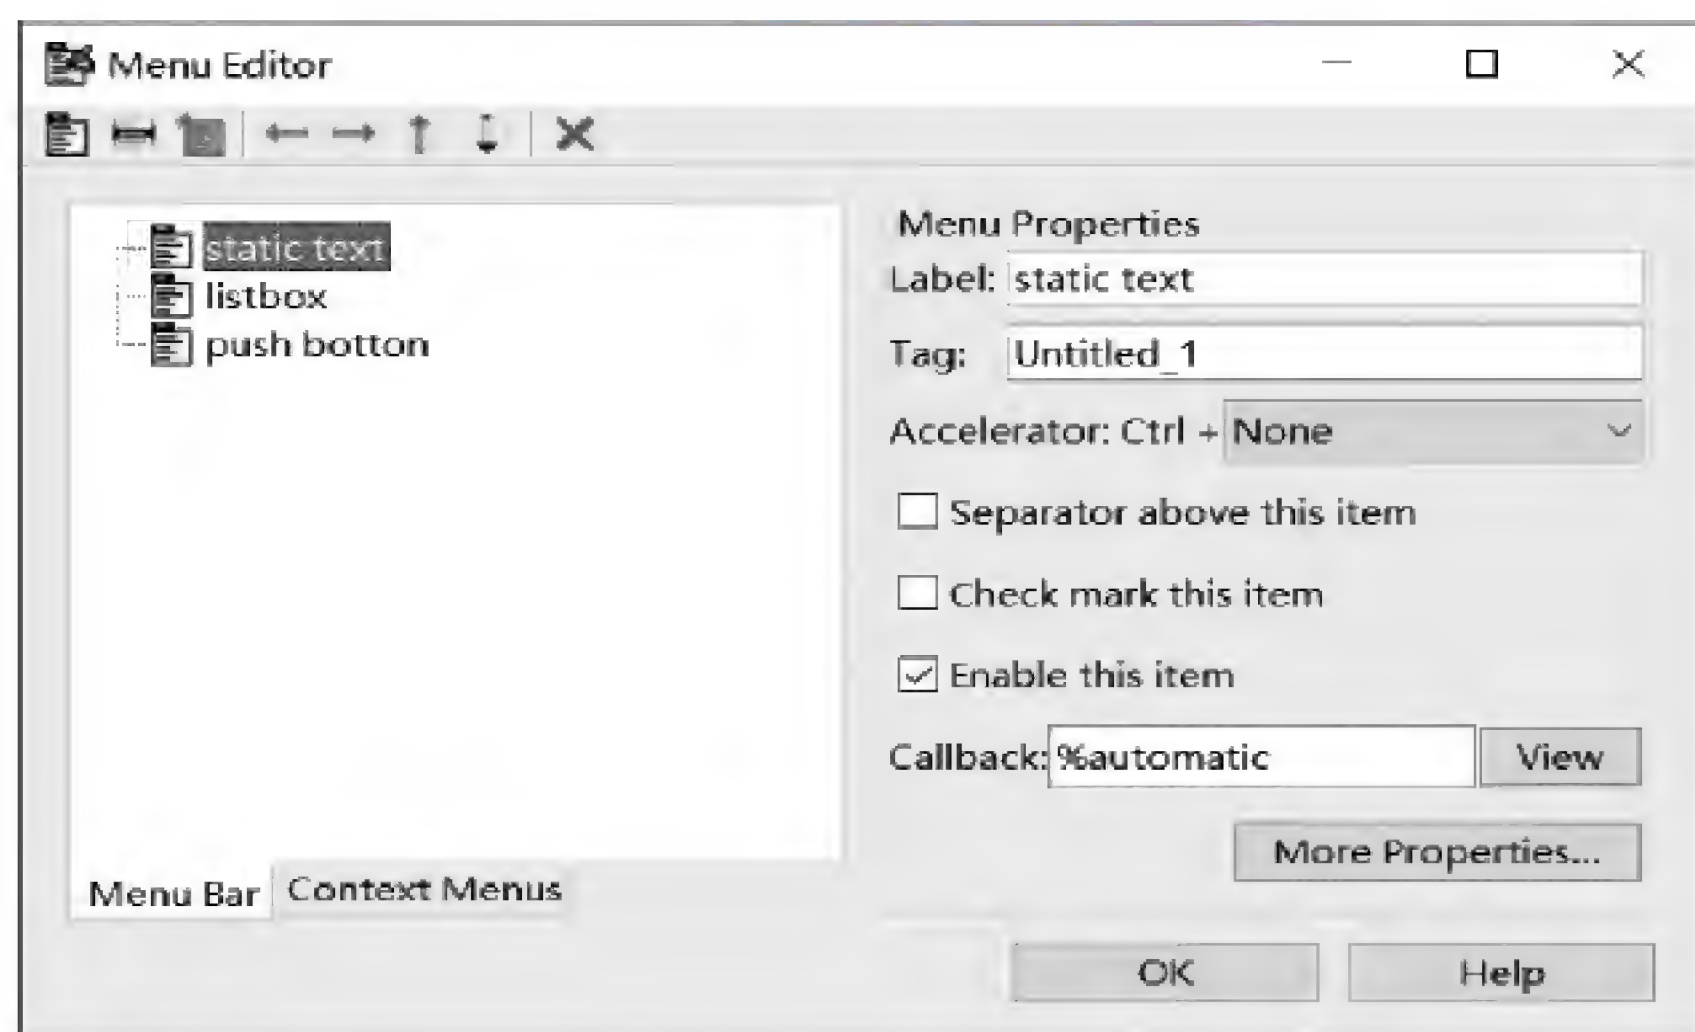 Menu Editor
static text
listbox
push botton
Menu Bar
Context Menus
Menu Properties
Label: static text
Tag: Untitled_1
Accelerator: Ctrl + None
Separator above this item
Check mark this item
Enable this item
Callback: %automatic View
More Properties...
OK Help